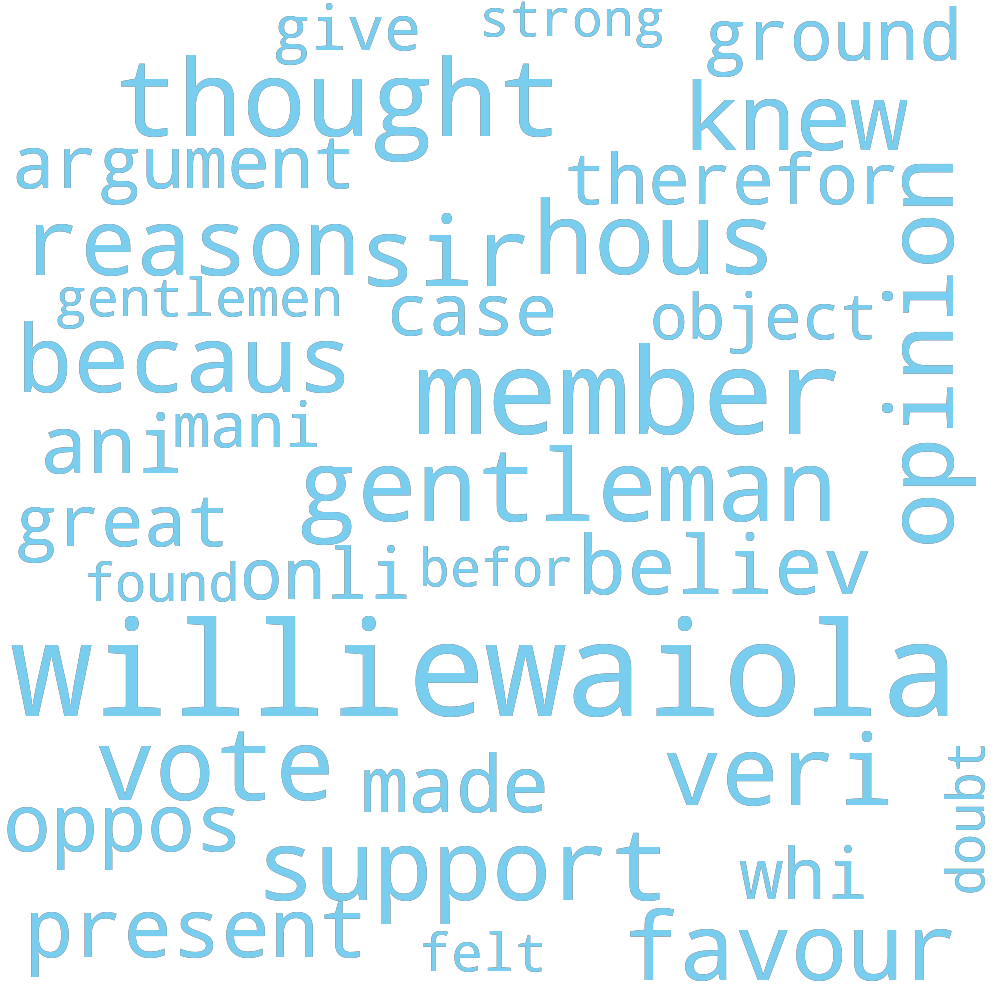 give
strong
ground
thought
knew
argument
therefor
opinion
reason
sir
hous
gentlemen
case
object
becaus
member
ani
mani
gentleman
great
found
onli
befor
believ
williewaiola
vote
made
veri
doubt
oppos
support
whi
present
felt
favour